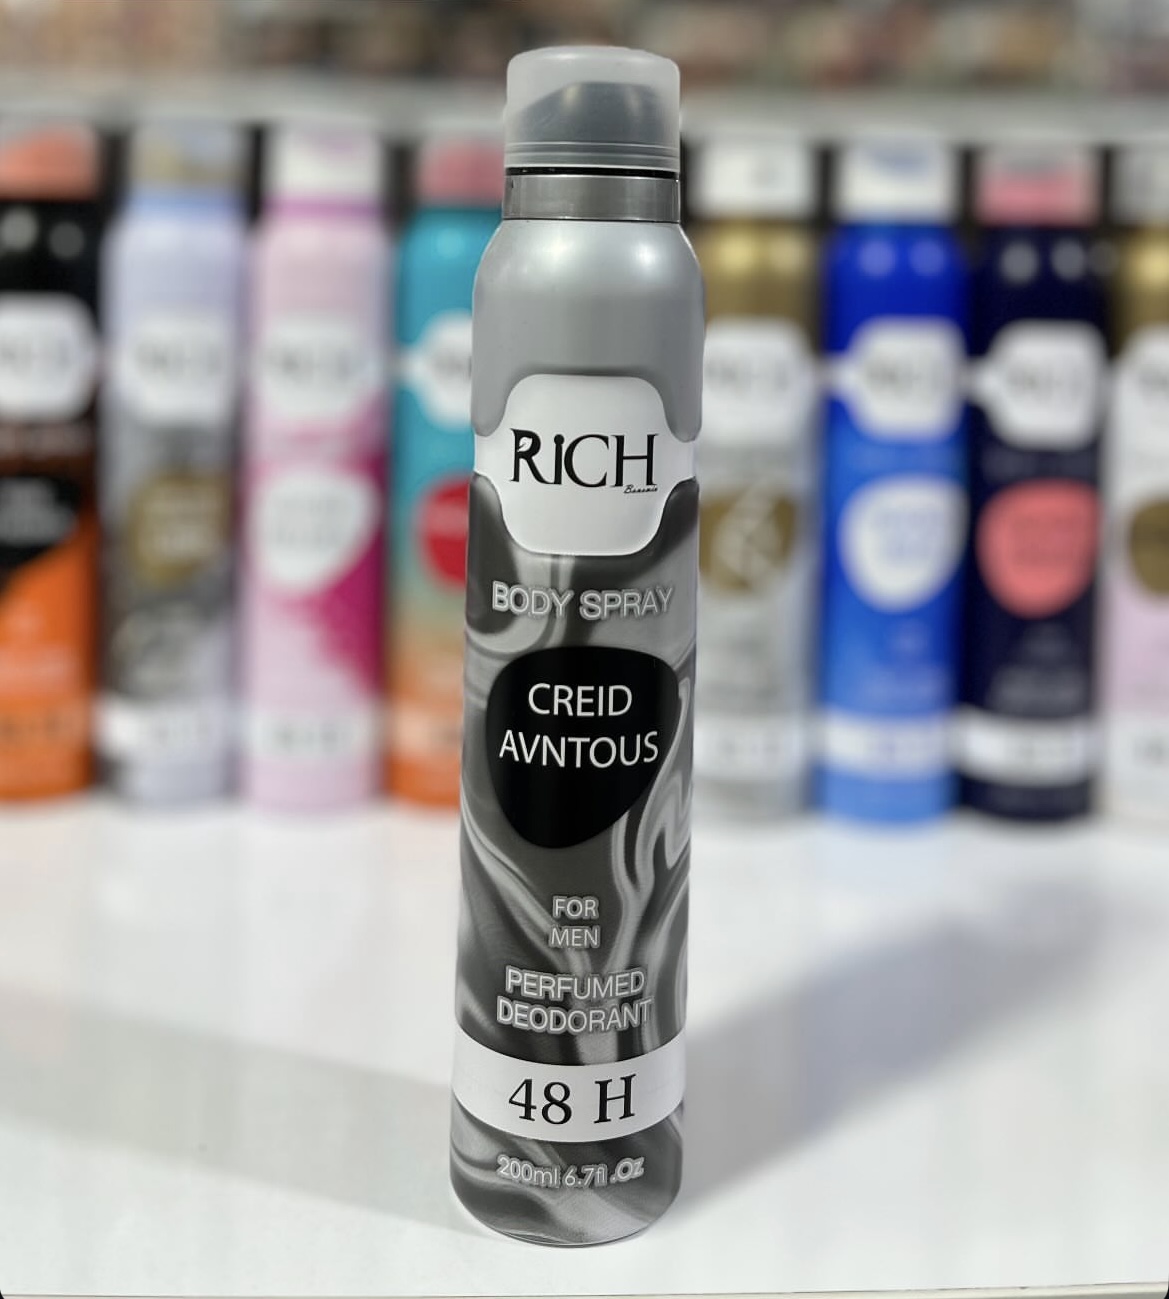 RiCH
BODY SPRAY
CREID
AVNTOUS
FOR
MEN
PERFUMED
DEODORANT
48 H
200ml 6.7fl .Oz